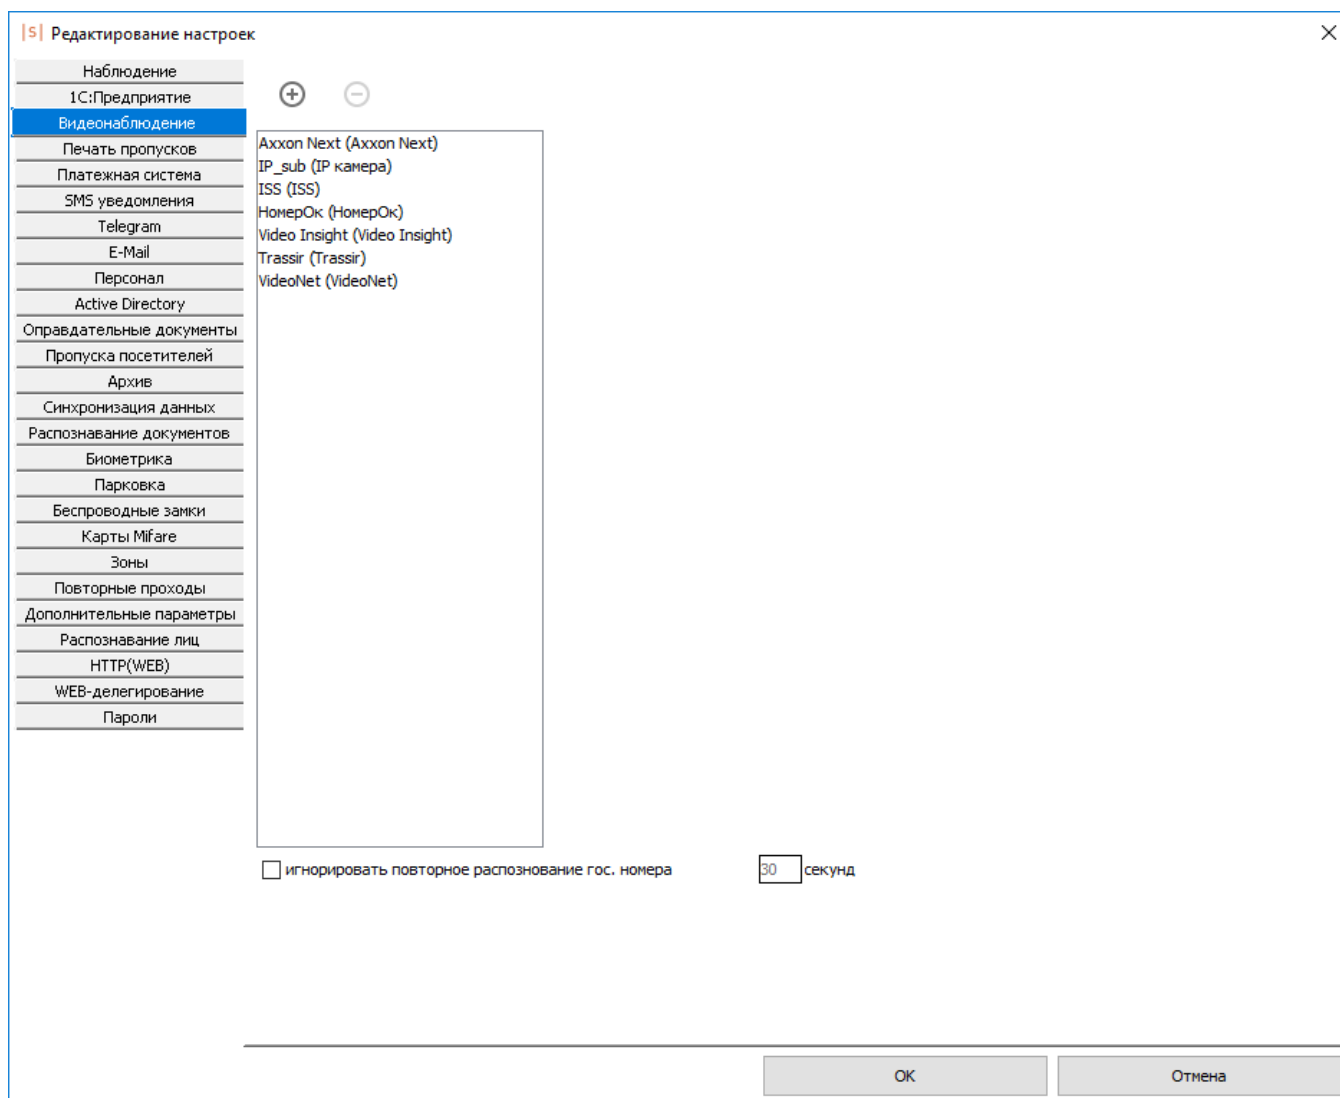 |S| Редактирование настроек
Наблюдение
1С:Предприятие
Видеонаблюдение
Печать пропусков
Платежная система
SMS уведомления
Telegram
E-Mail
Персонал
Active Directory
Оправдательные документы
Пропуска посетителей
Архив
Синхронизация данных
Распознавание документов
Биометрика
Парковка
Беспроводные замки
Карты Mifare
Зоны
Повторные проходы
Дополнительные параметры
Распознавание лиц
HTTP(WEB)
WEB-делегирование
Пароли
Axxon Next (Axxon Next)
IP_sub (IP камера)
ISS (ISS)
НомерОк (НомерОк)
Video Insight (Video Insight)
Trassir (Trassir)
VideoNet (VideoNet)
игнорировать повторное распознование гос. номера 30 секунд
OK Отмена